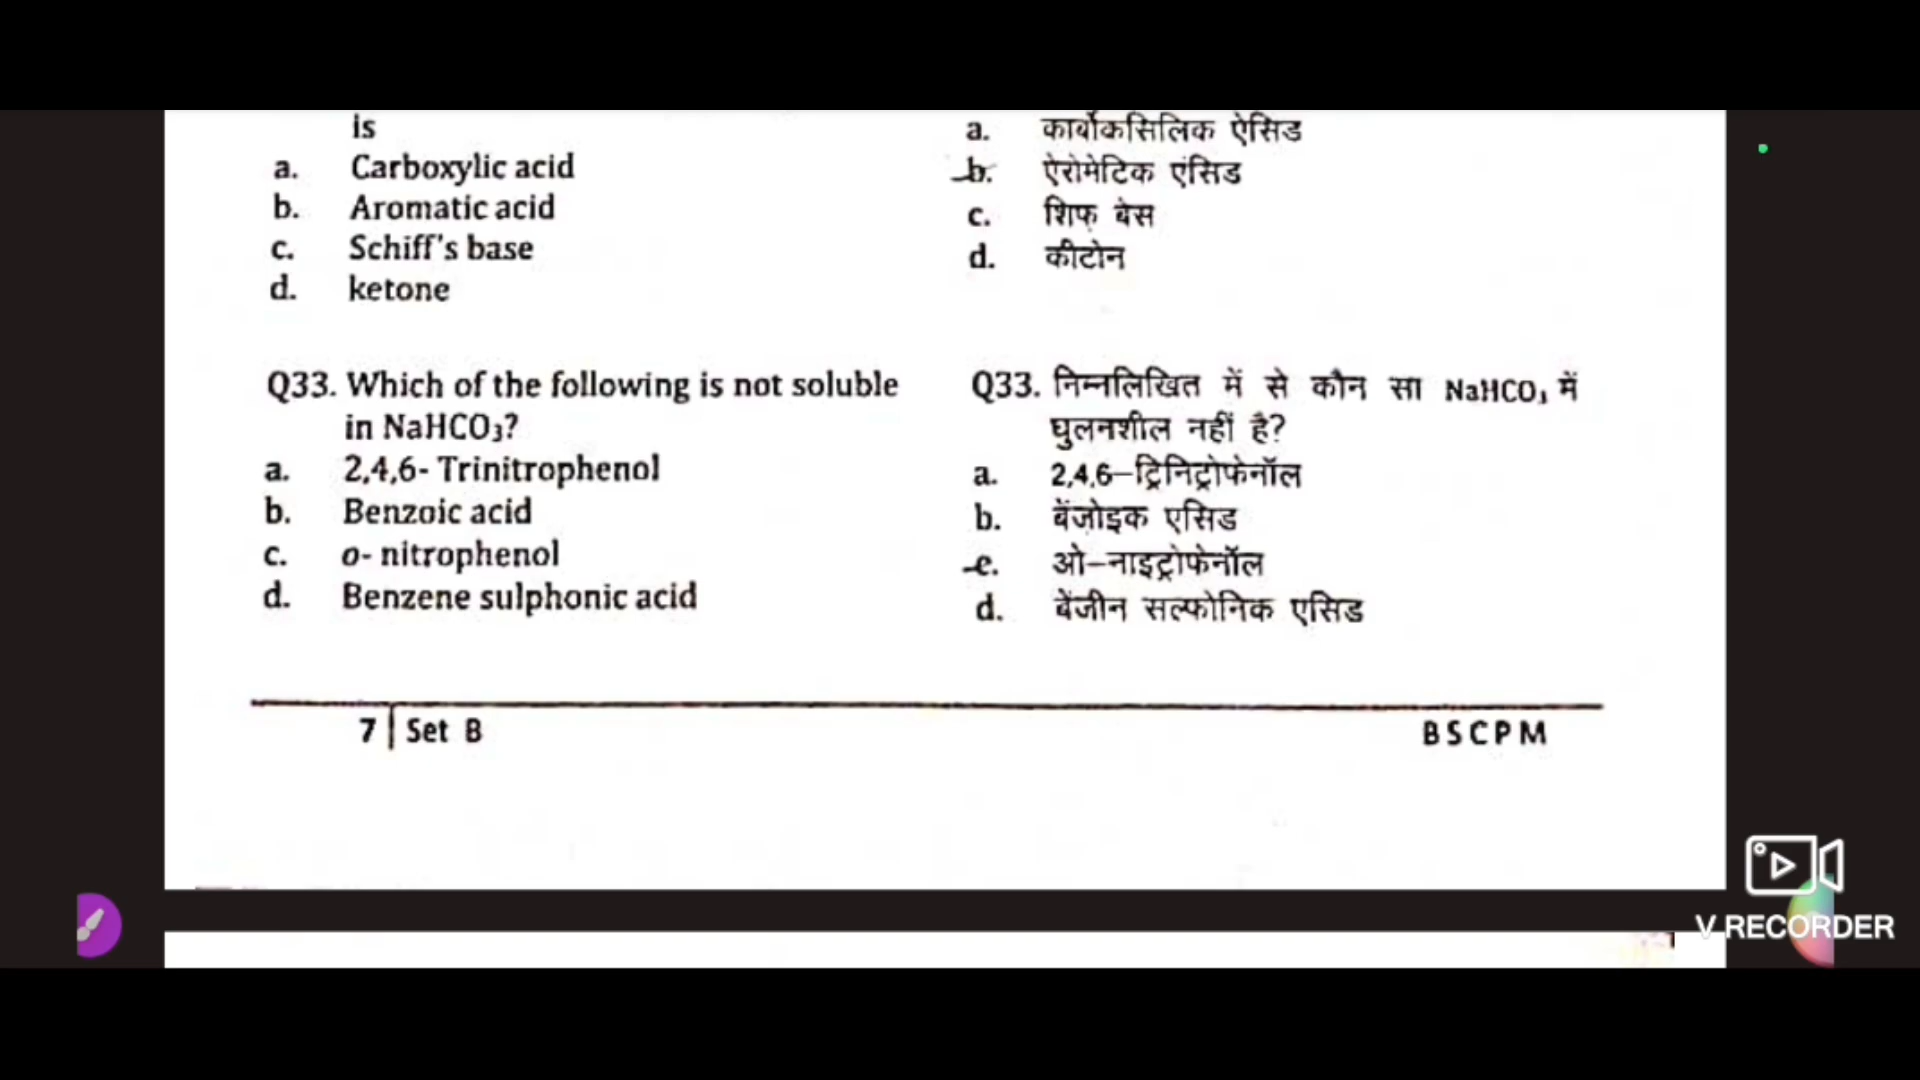 is
a. Carboxylic acid
b. Aromatic acid
c. Schiff's base
d. ketone
Q33. Which of the following is not soluble
in NaHCO₃?
a. 2,4,6- Trinitrophenol
b. Benzoic acid
c. o- nitrophenol
d. Benzene sulphonic acid
a. कार्बोकसिलिक ऐसिड
b. ऐरोमेटिक एंसिड
c. शिफ़ बेस
d. कीटोन
Q33. निम्नलिखित में से कौन सा NaHCO₃ में
घुलनशील नहीं है?
a. 2,4,6–ट्रिनिट्रोफेनॉल
b. बेंजोइक एसिड
c. ओ–नाइट्रोफेनॉल
d. बेंजीन सल्फोनिक एसिड
7 | Set B
BSCPM
V RECORDER